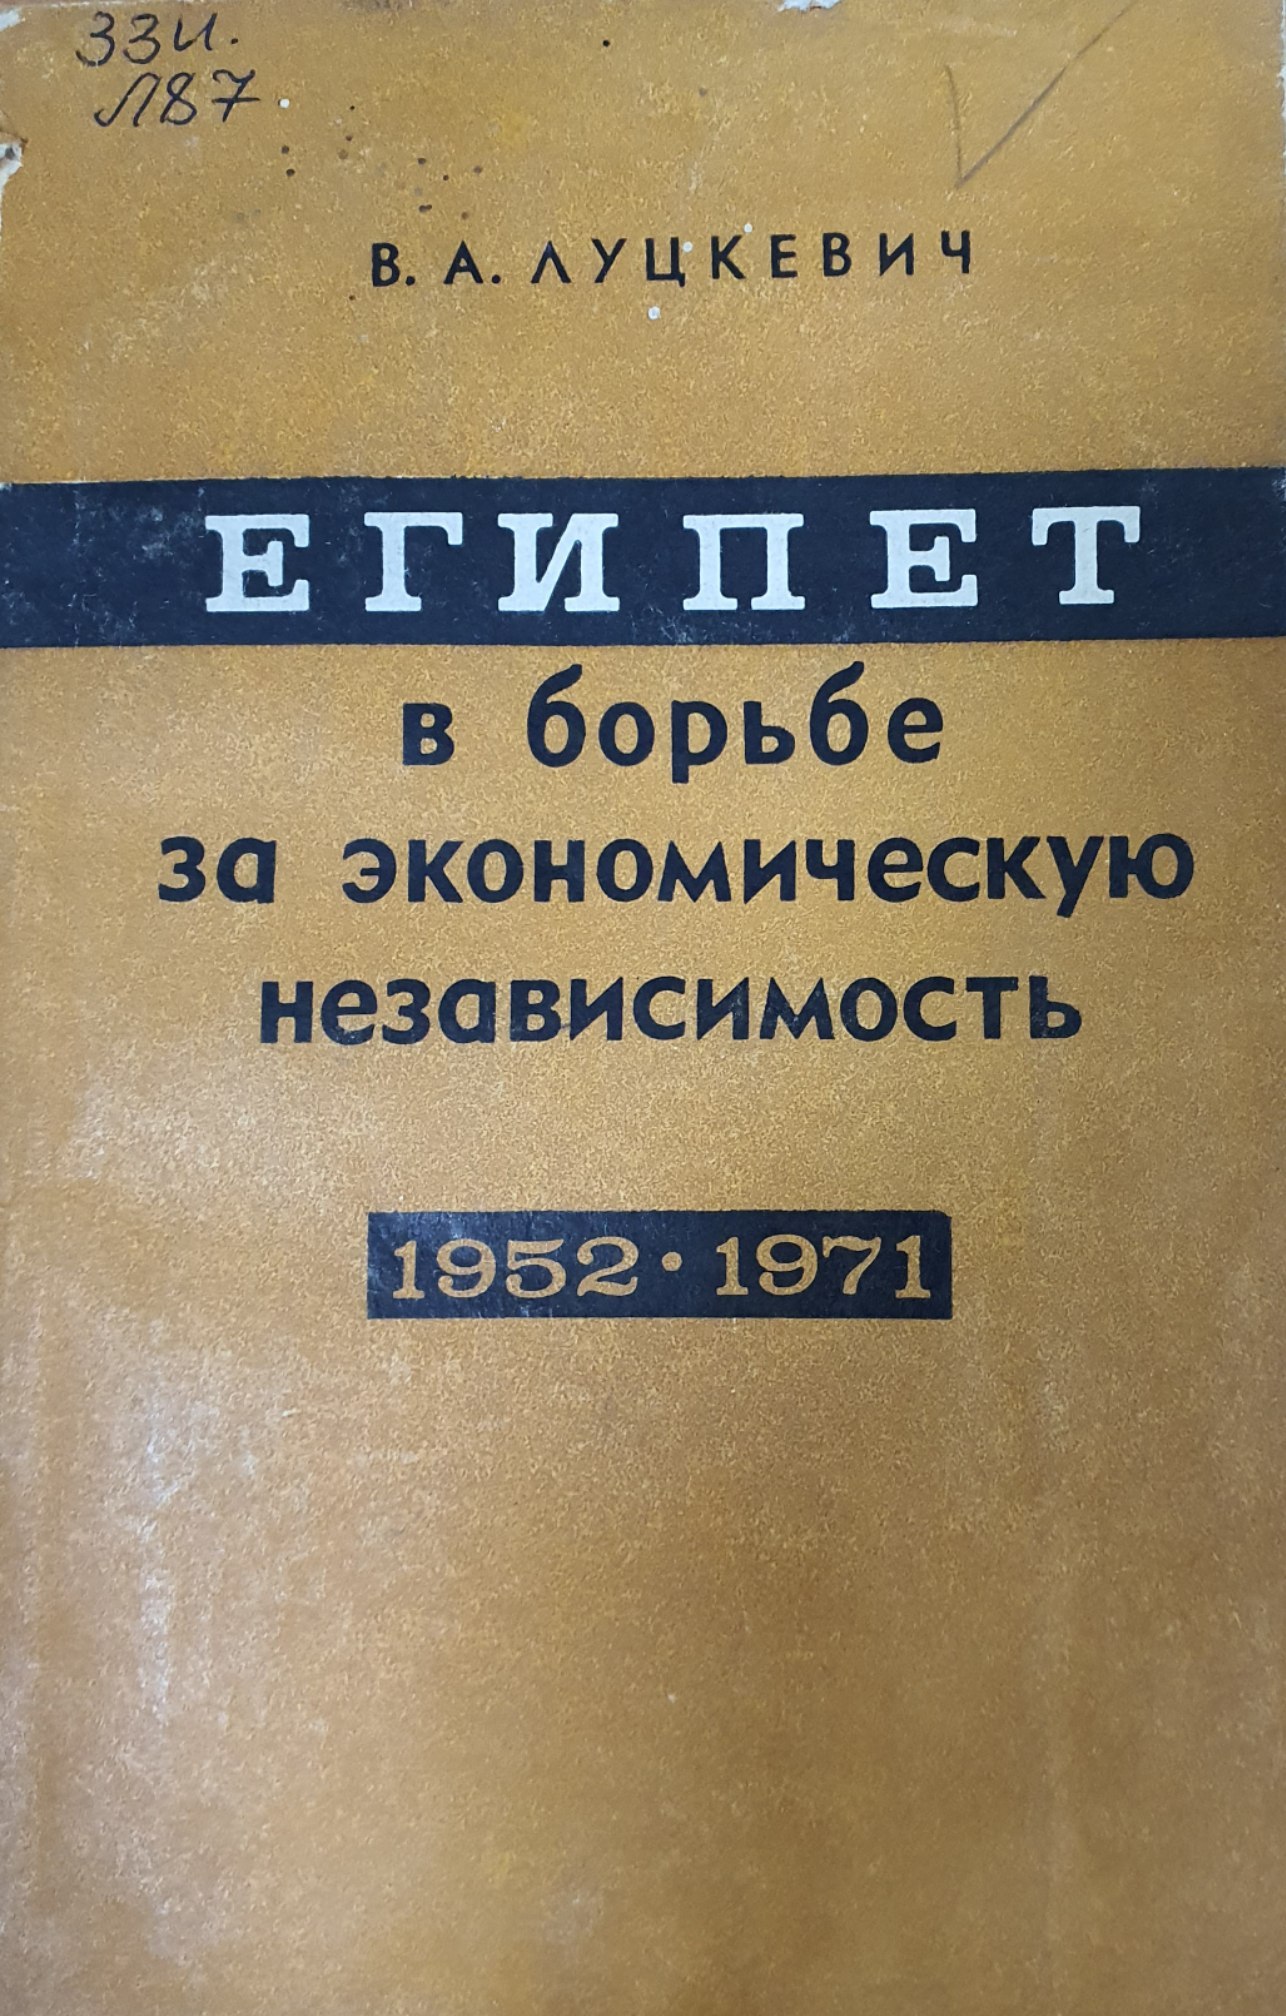 33И.
Л87
В. А. ЛУЦКЕВИЧ
ЕГИПЕТ
в борьбе
за экономическую
независимость
1952 • 1971